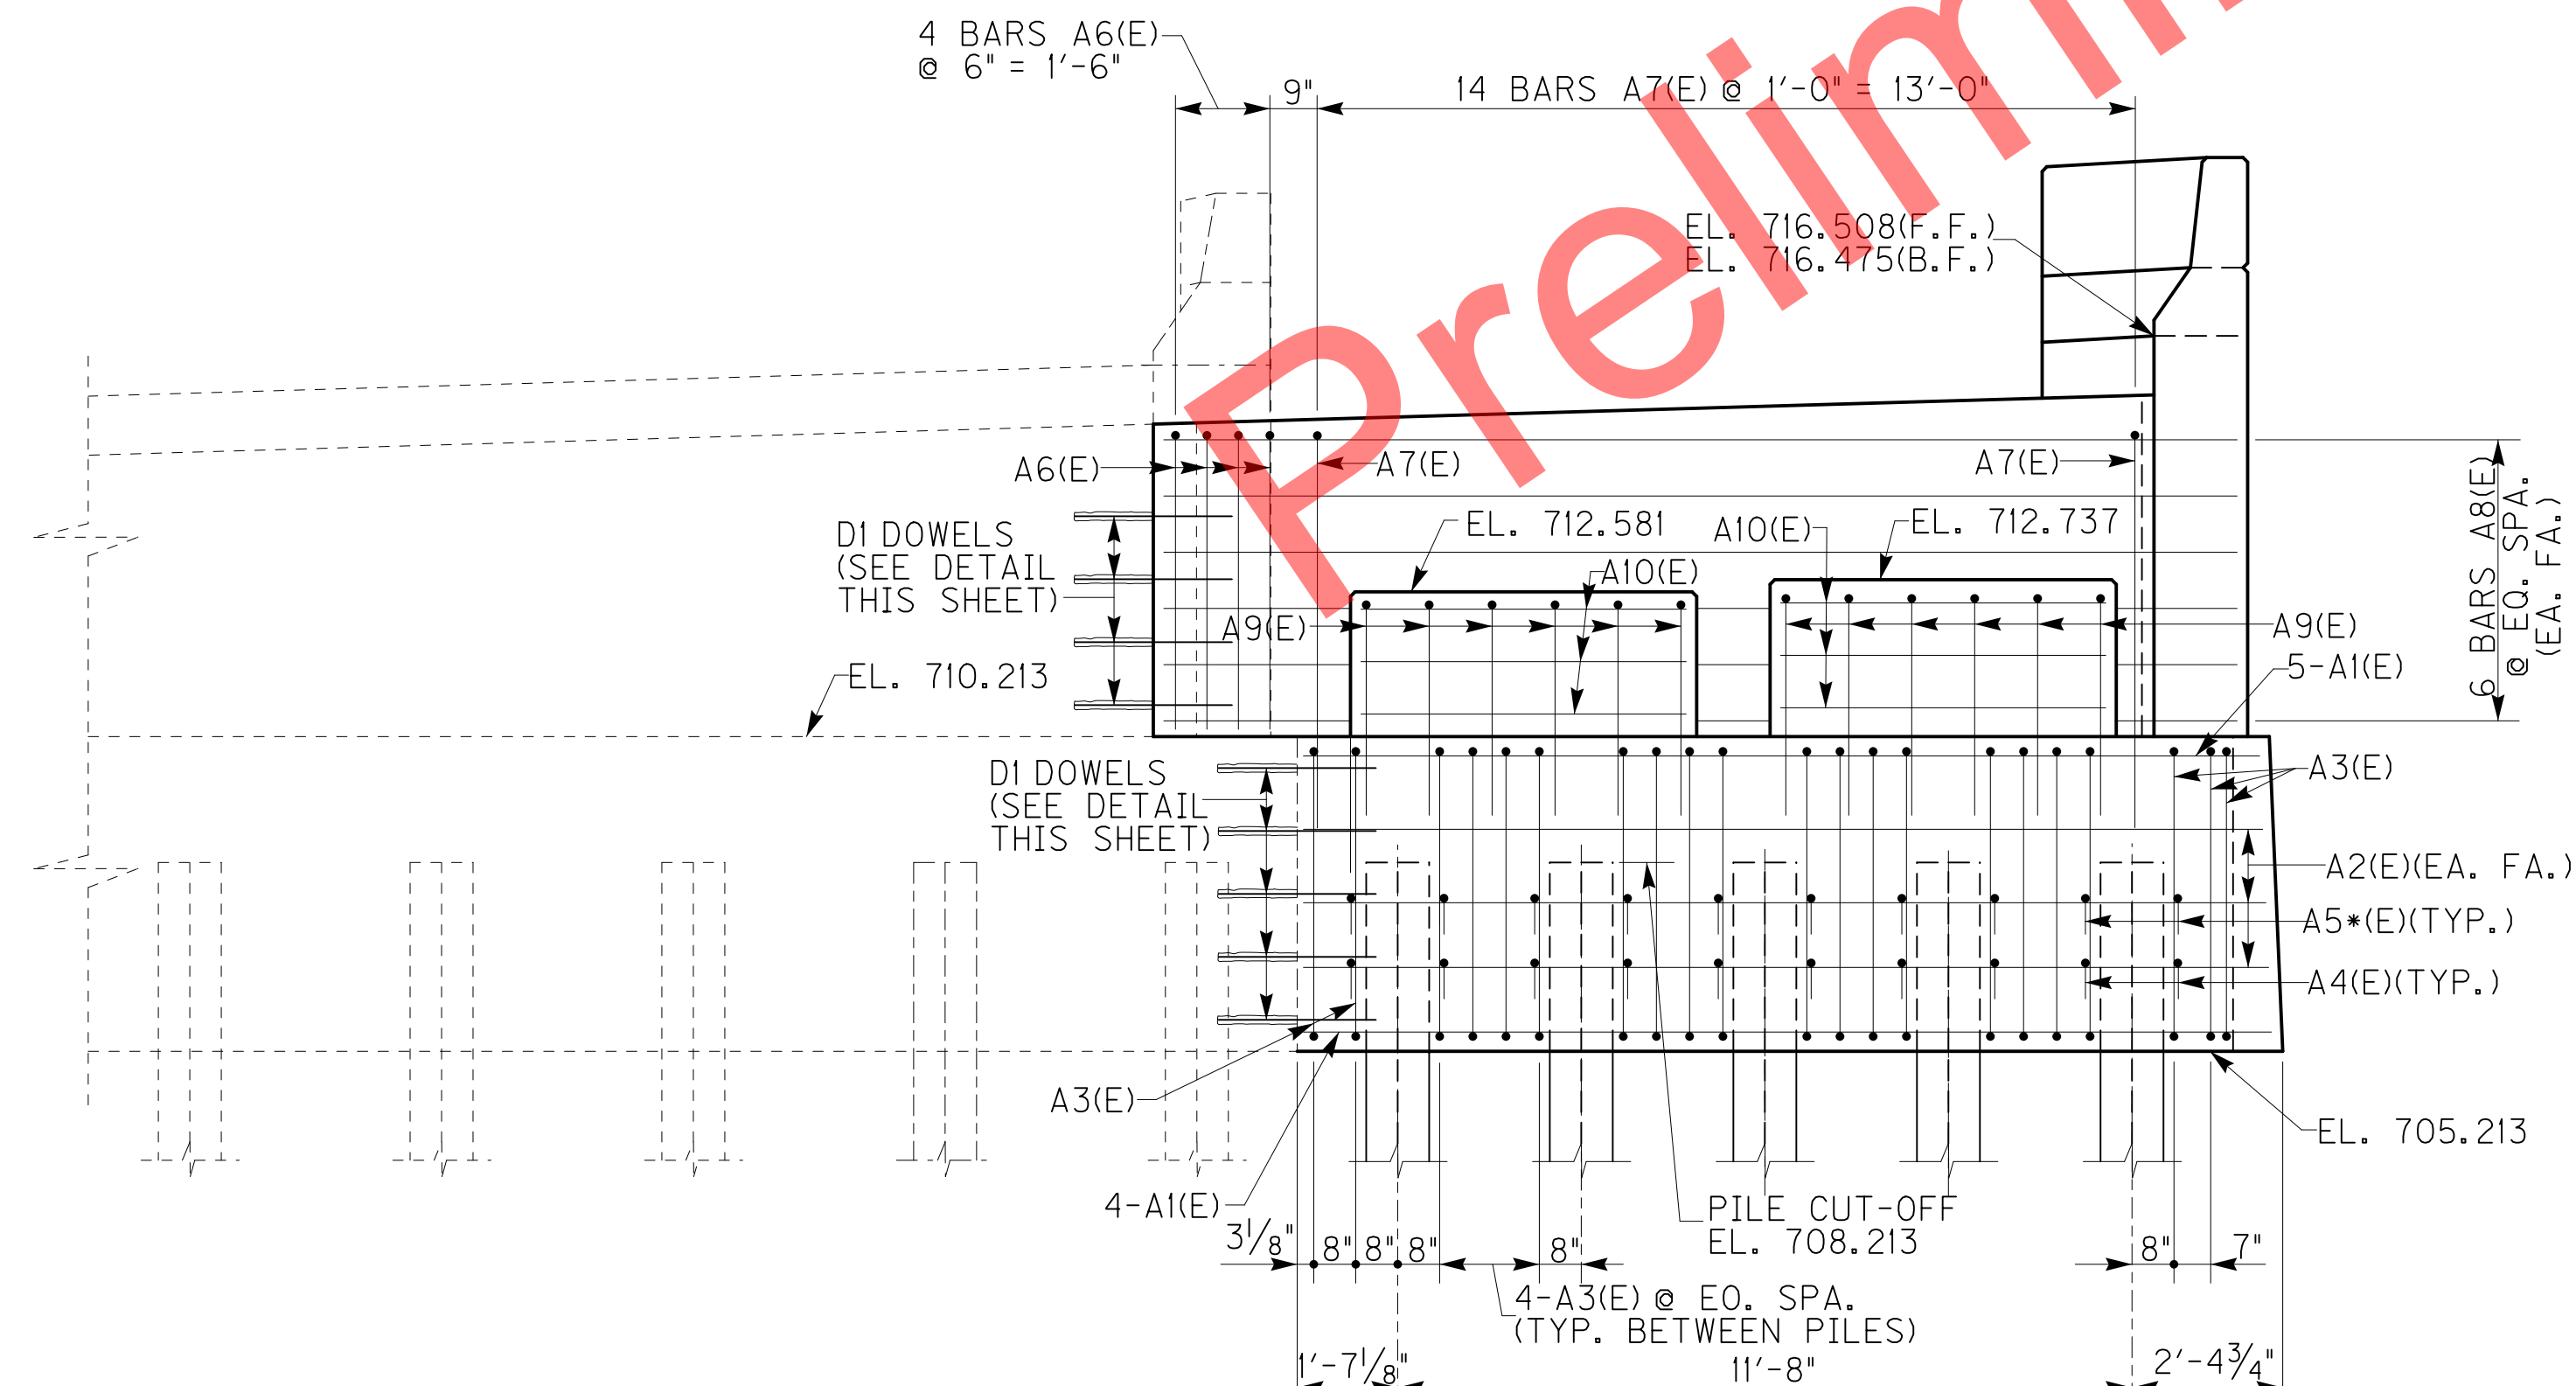 4 BARS A6(E)
@ 6" = 1'-6"
9"
14 BARS A7(E) @ 1'-0" = 13'-0"
Prelim
EL. 716.508(F.F.)
EL. 716.475(B.F.)
A6(E)
A7(E)
A7(E)
6 BARS A8(E)
@ EQ. SPA.
(EA. FA.)
D1 DOWELS
(SEE DETAIL
THIS SHEET)
EL. 712.581
A10(E)
EL. 712.737
A10(E)
A9(E)
A9(E)
5-A1(E)
EL. 710.213
D1 DOWELS
(SEE DETAIL
THIS SHEET)
A3(E)
A2(E)(EA. FA.)
A5*(E)(TYP.)
A4(E)(TYP.)
A3(E)
EL. 705.213
4-A1(E)
PILE CUT-OFF
EL. 708.213
3 1/8"
8"
8"
8"
8"
8"
7"
4-A3(E) @ EQ. SPA.
(TYP. BETWEEN PILES)
1'-7 1/8"
11'-8"
2'-4 3/4"